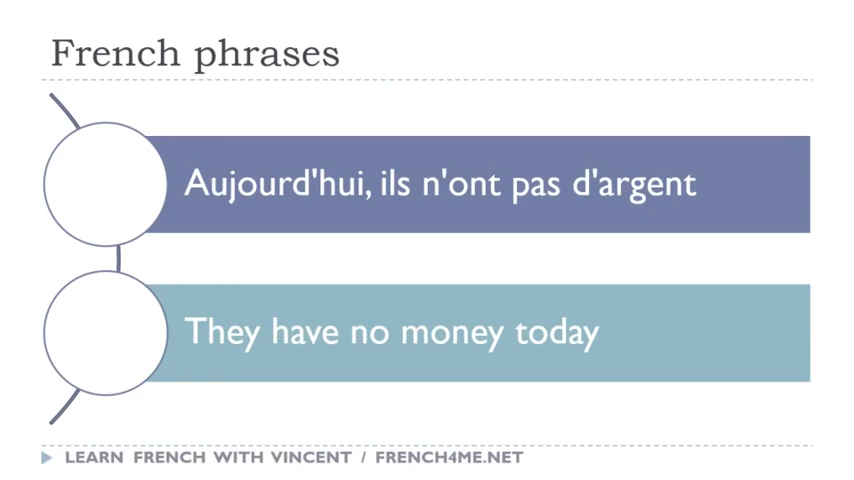 French phrases
Aujourd'hui, ils n'ont pas d'argent
They have no money today
LEARN FRENCH WITH VINCENT / FRENCH4ME.NET